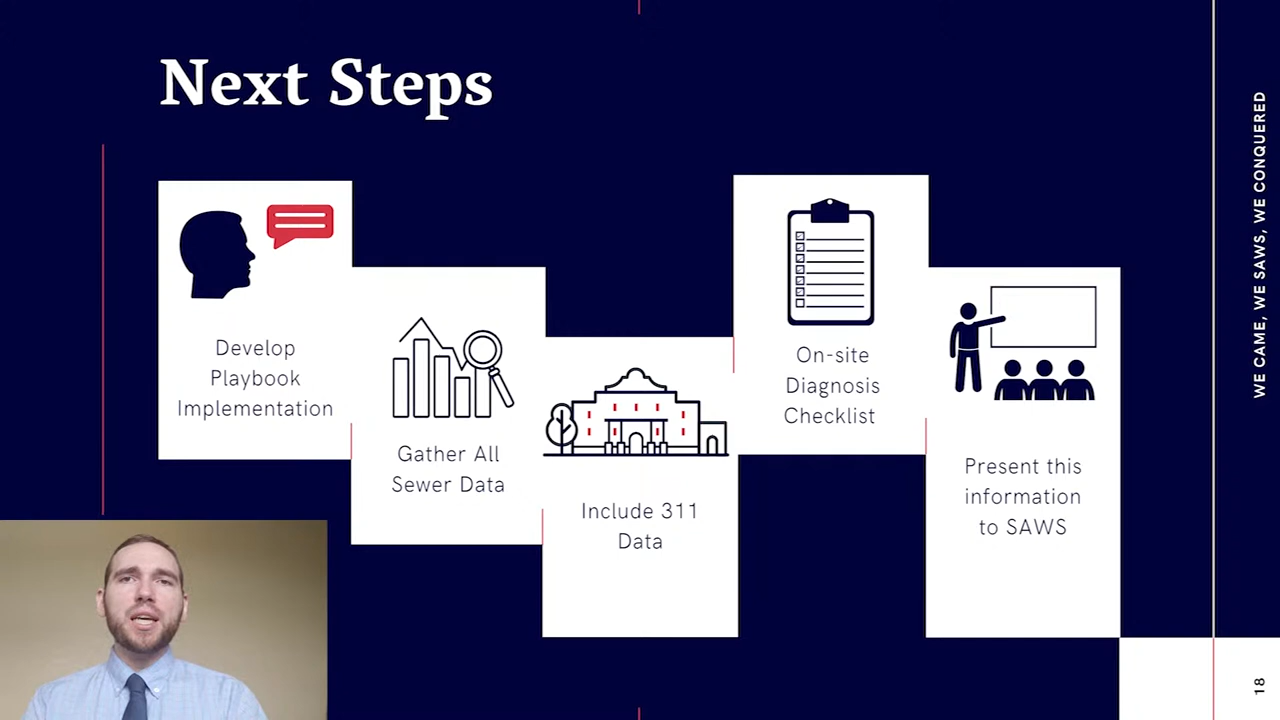 Next Steps
Develop
Playbook
Implementation
Gather All
Sewer Data
Include 311
Data
On-site
Diagnosis
Checklist
Present this
information
to SAWS
WE CAME, WE SAWS, WE CONQUERED
18